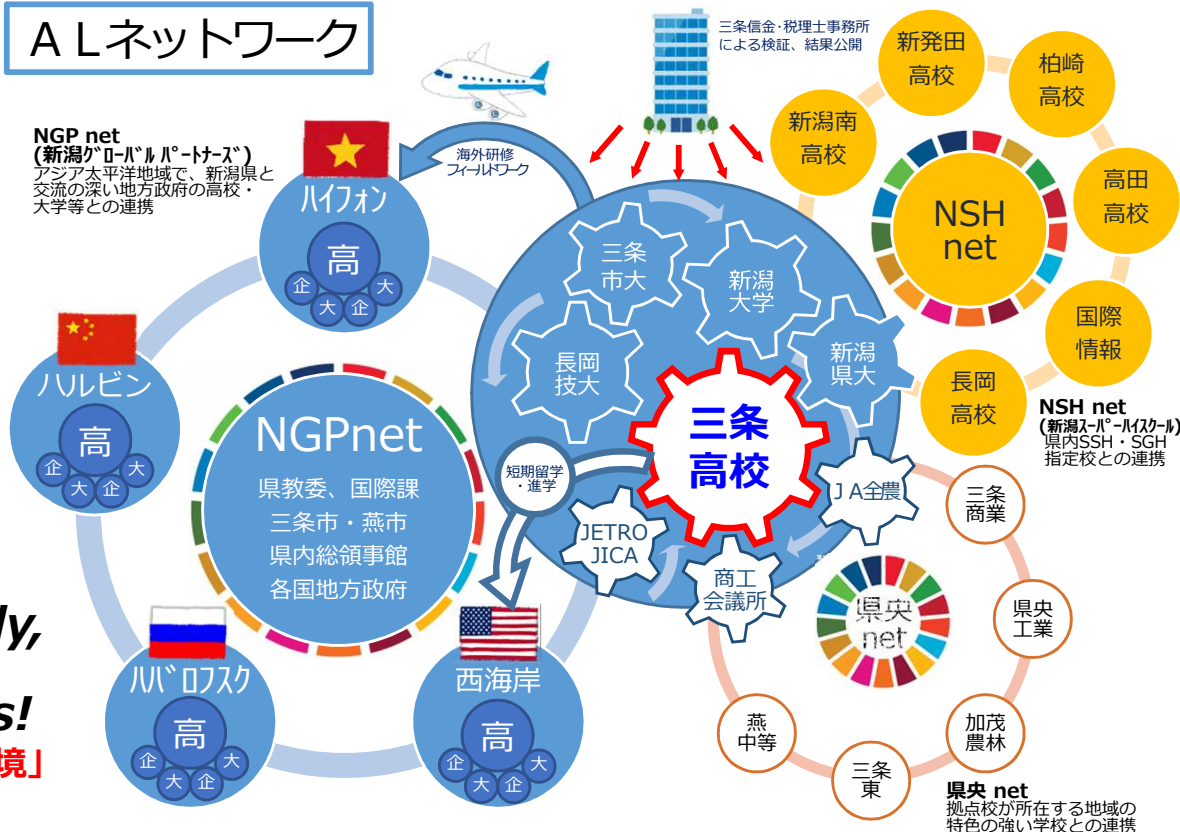 ＡＬネットワーク
三条信金･税理士事務所
による検証、結果公開
NGP net
(新潟ｸﾞﾛｰﾊﾞﾙ ﾊﾟｰﾄﾅｰｽﾞ)
アジア太平洋地域で、新潟県と
交流の深い地方政府の高校・
大学等との連携
海外研修
ﾌｨｰﾙﾄﾞﾜｰｸ
ハイフォン
高
企
大
企
大
ハルビン
高
企
大
企
大
NGPnet
県教委、国際課
三条市・燕市
県内総領事館
各国地方政府
ﾊﾊﾞﾛﾌｽｸ
高
企
大
企
大
西海岸
高
企
大
企
大
ly,
s!
境」
三条
市大
新潟
大学
長岡
技大
新潟
県大
三条
高校
短期留学
・進学
JETRO
JICA
商工
会議所
ＪＡ全農
新潟南
高校
新発田
高校
柏崎
高校
高田
高校
国際
情報
長岡
高校
NSH
net
NSH net
(新潟ｽｰﾊﾟｰﾊｲｽｸｰﾙ)
県内SSH・SGH
指定校との連携
三条
商業
県央
工業
加茂
農林
三条
東
燕
中等
県央
net
県央 net
拠点校が所在する地域の
特色の強い学校との連携